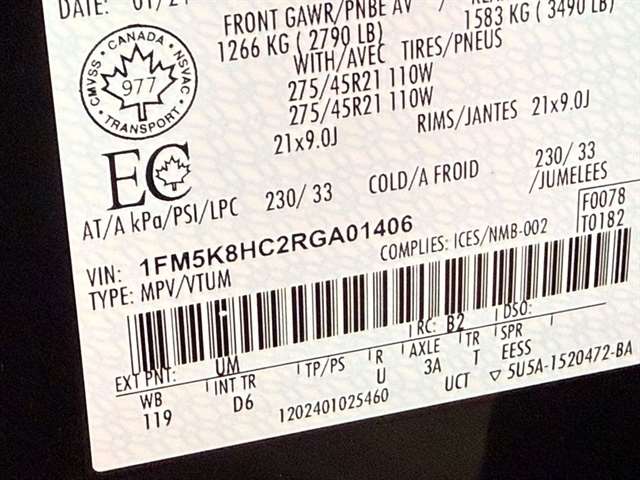 DATE: 01/2
FRONT GAWR/PNBE AV
1266 KG ( 2790 LB)
1583 KG ( 3490 LB)
WITH/AVEC TIRES/PNEUS
275/45R21 110W
275/45R21 110W
21x9.0J
RIMS/JANTES 21x9.0J
CMVSS • CANADA • NSVAC • TRANSPORT •
977
EC
AT/A kPa/PSI/LPC 230/ 33 COLD/A FROID 230/ 33
/JUMELEES
F0078
T0182
VIN: 1FM5K8HC2RGA01406
COMPLIES: ICES/NMB-002
TYPE: MPV/VTUM
EXT PNT: UM RC: B2 DSO:
WB INT TR TP/PS R AXLE TR SPR
119 D6 U 3A T EESS
1202401025460 UCT ▽ 5U5A-1520472-BA